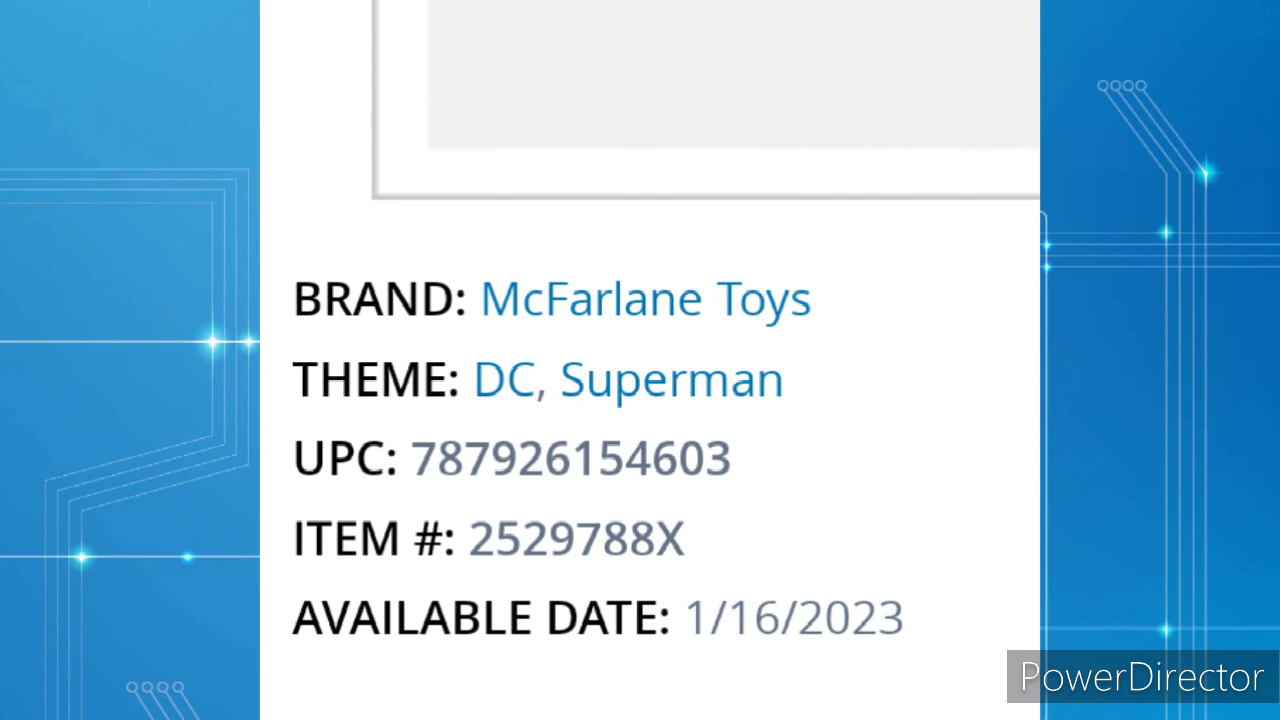 BRAND: McFarlane Toys
THEME: DC, Superman
UPC: 787926154603
ITEM #: 2529788X
AVAILABLE DATE: 1/16/2023
PowerDirector